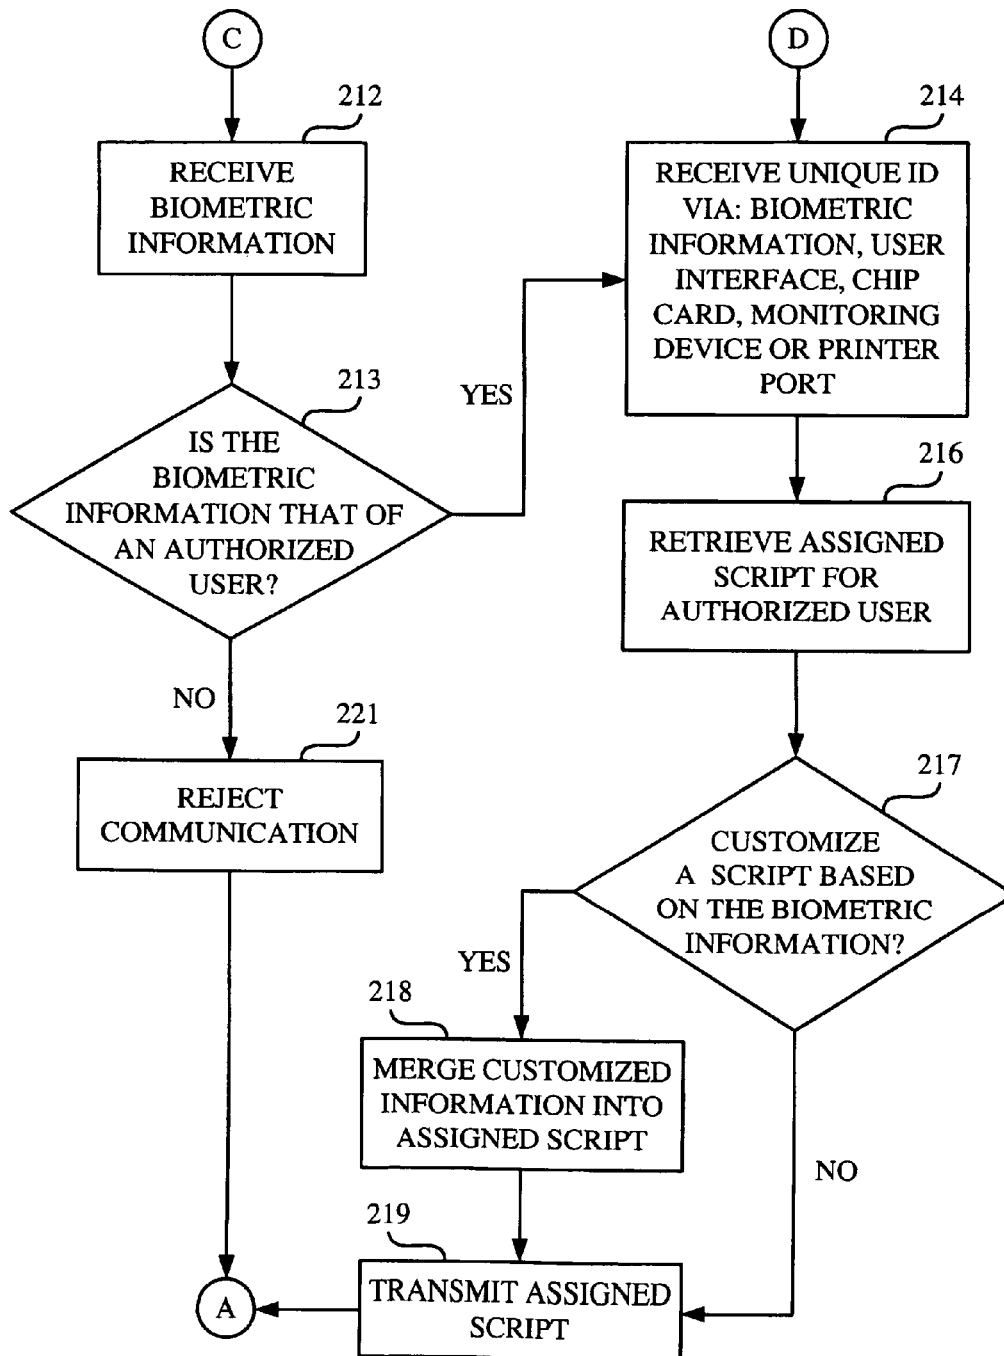 C
212
RECEIVE
BIOMETRIC
INFORMATION
213
IS THE
BIOMETRIC
INFORMATION THAT OF
AN AUTHORIZED
USER?
YES
NO
221
REJECT
COMMUNICATION
D
214
RECEIVE UNIQUE ID
VIA: BIOMETRIC
INFORMATION, USER
INTERFACE, CHIP
CARD, MONITORING
DEVICE OR PRINTER
PORT
216
RETRIEVE ASSIGNED
SCRIPT FOR
AUTHORIZED USER
217
CUSTOMIZE
A SCRIPT BASED
ON THE BIOMETRIC
INFORMATION?
YES
218
MERGE CUSTOMIZED
INFORMATION INTO
ASSIGNED SCRIPT
NO
219
TRANSMIT ASSIGNED
SCRIPT
A